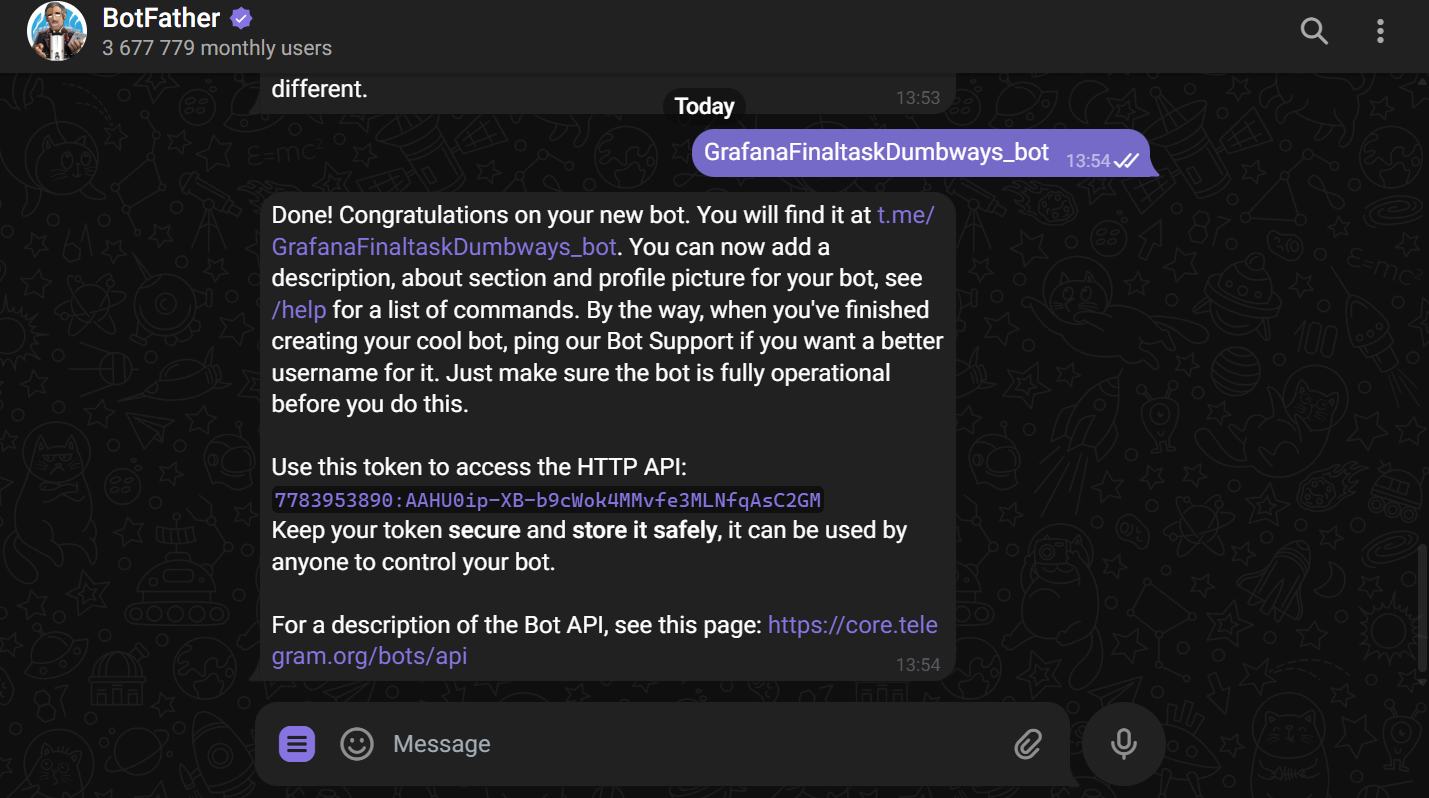 BotFather
3 677 779 monthly users
different.
13:53
Today
GrafanaFinaltaskDumbways_bot 13:54
Done! Congratulations on your new bot. You will find it at t.me/
GrafanaFinaltaskDumbways_bot. You can now add a
description, about section and profile picture for your bot, see
/help for a list of commands. By the way, when you've finished
creating your cool bot, ping our Bot Support if you want a better
username for it. Just make sure the bot is fully operational
before you do this.
Use this token to access the HTTP API:
7783953890:AAHU0ip-XB-b9cWok4MMvfe3MLNfqAsC2GM
Keep your token secure and store it safely, it can be used by
anyone to control your bot.
For a description of the Bot API, see this page: https://core.tele
gram.org/bots/api
13:54
Message
E=mc²
E=mc²